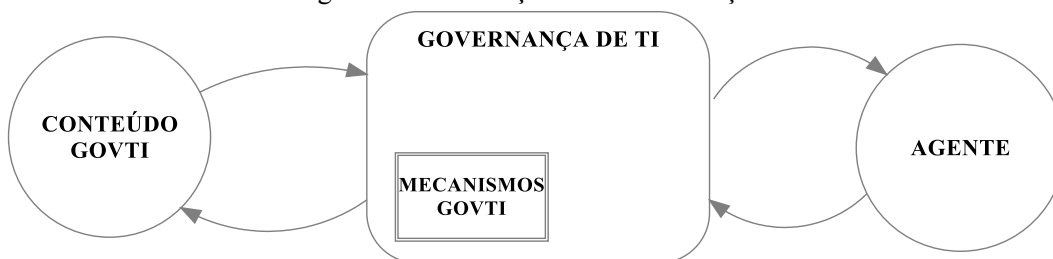 GOVERNANÇA DE TI
CONTEÚDO
GOVTI
AGENTE
MECANISMOS
GOVTI